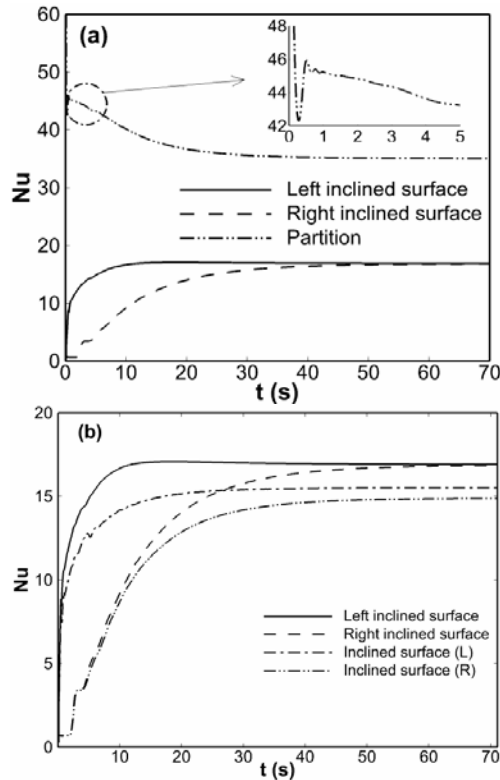 (a)
60
50
40
30
20
10
0
Nu
48
46
44
42
0 1 2 3 4 5
Left inclined surface
Right inclined surface
Partition
0 10 20 30 40 50 60 70
t (s)
(b)
20
15
10
5
0
Nu
Left inclined surface
Right inclined surface
Inclined surface (L)
Inclined surface (R)
10 20 30 40 50 60 70
t (s)